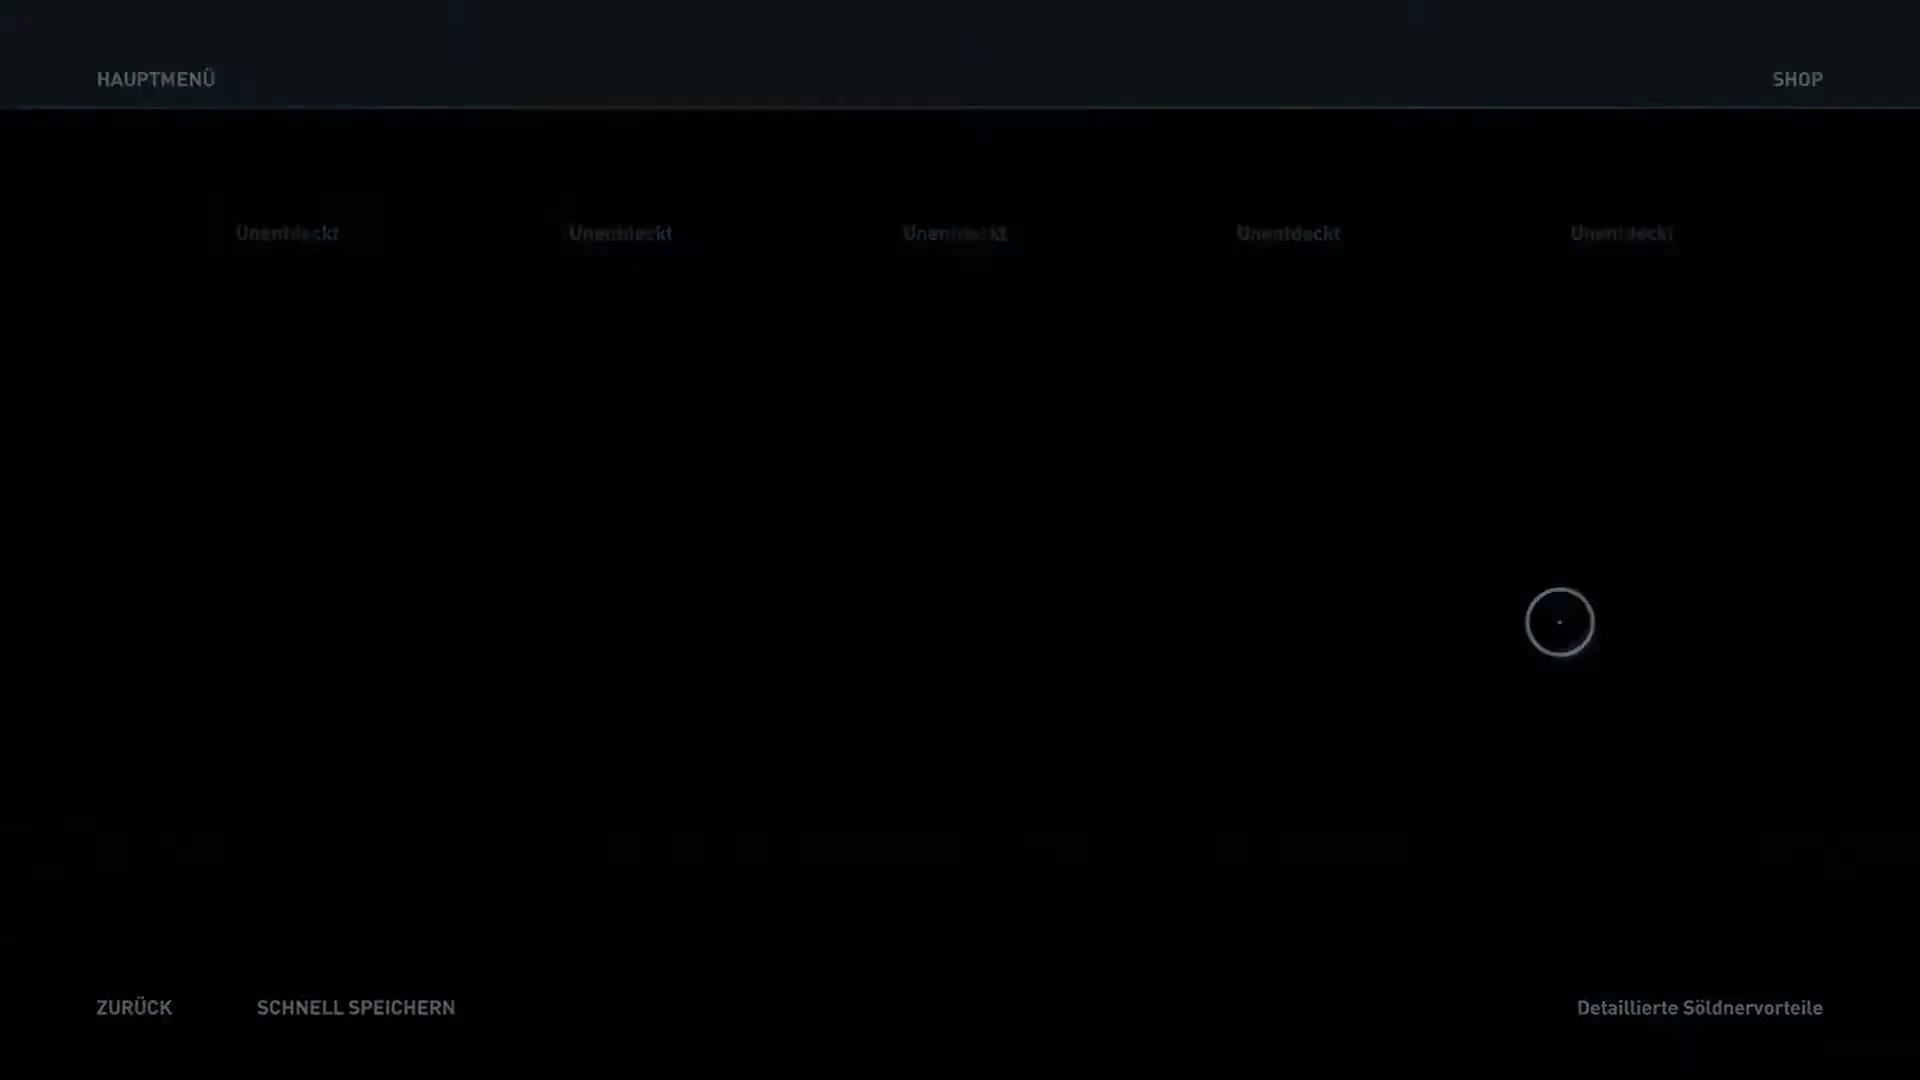 HAUPTMENÜ SHOP
Unentdeckt Unentdeckt Unentdeckt Unentdeckt Unentdeckt
ZURÜCK SCHNELL SPEICHERN Detaillierte Söldnervorteile